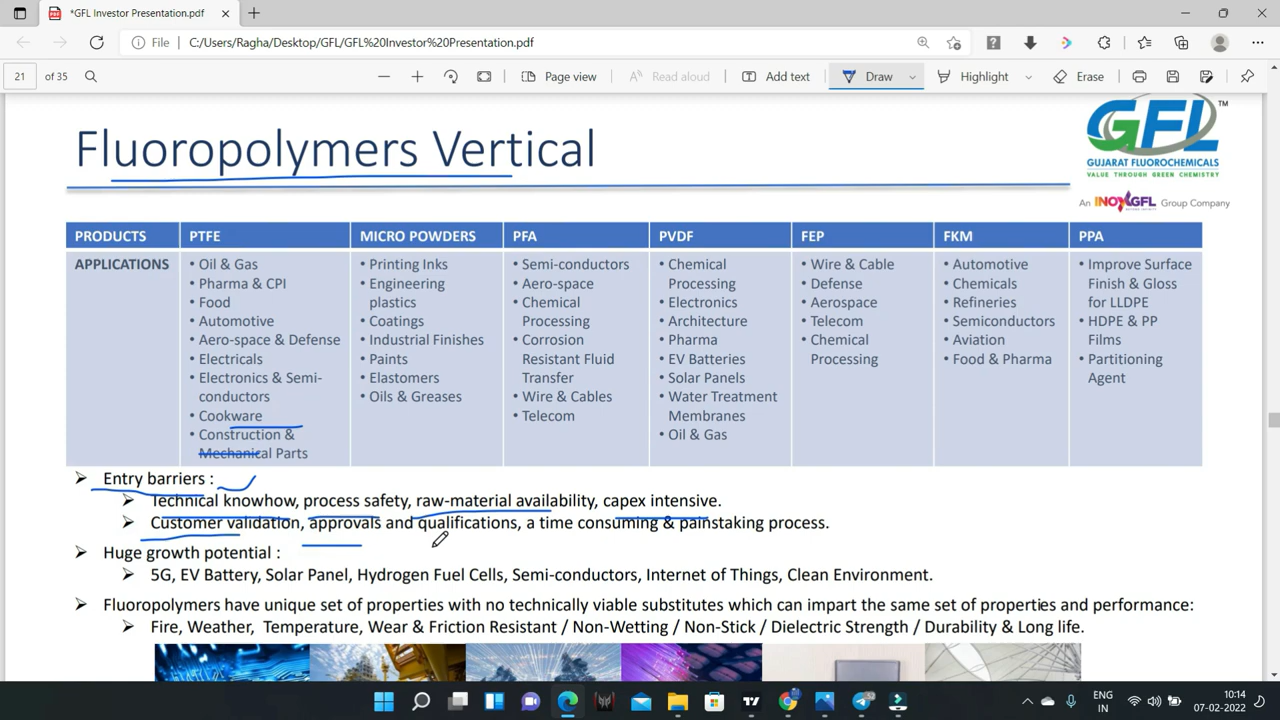 *GFL Investor Presentation.pdf
File C:/Users/Ragha/Desktop/GFL/GFL%20Investor%20Presentation.pdf
21 of 35 Page view Read aloud Add text Draw Highlight Erase
Fluoropolymers Vertical
GFL TM
GUJARAT FLUOROCHEMICALS
VALUE THROUGH GREEN CHEMISTRY
An INOXGFL Group Company
PRODUCTS PTFE MICRO POWDERS PFA PVDF FEP FKM PPA
APPLICATIONS
• Oil & Gas
• Pharma & CPI
• Food
• Automotive
• Aero-space & Defense
• Electricals
• Electronics & Semi-
conductors
• Cookware
• Construction &
Mechanical Parts
• Printing Inks
• Engineering
plastics
• Coatings
• Industrial Finishes
• Paints
• Elastomers
• Oils & Greases
• Semi-conductors
• Aero-space
• Chemical
Processing
• Corrosion
Resistant Fluid
Transfer
• Wire & Cables
• Telecom
• Chemical
Processing
• Electronics
• Architecture
• Pharma
• EV Batteries
• Solar Panels
• Water Treatment
Membranes
• Oil & Gas
• Wire & Cable
• Defense
• Aerospace
• Telecom
• Chemical
Processing
• Automotive
• Chemicals
• Refineries
• Semiconductors
• Aviation
• Food & Pharma
• Improve Surface
Finish & Gloss
for LLDPE
• HDPE & PP
Films
• Partitioning
Agent
➢ Entry barriers :
➢ Technical knowhow, process safety, raw-material availability, capex intensive.
➢ Customer validation, approvals and qualifications, a time consuming & painstaking process.
➢ Huge growth potential :
➢ 5G, EV Battery, Solar Panel, Hydrogen Fuel Cells, Semi-conductors, Internet of Things, Clean Environment.
➢ Fluoropolymers have unique set of properties with no technically viable substitutes which can impart the same set of properties and performance:
➢ Fire, Weather, Temperature, Wear & Friction Resistant / Non-Wetting / Non-Stick / Dielectric Strength / Durability & Long life.
ENG
IN
10:14
07-02-2022